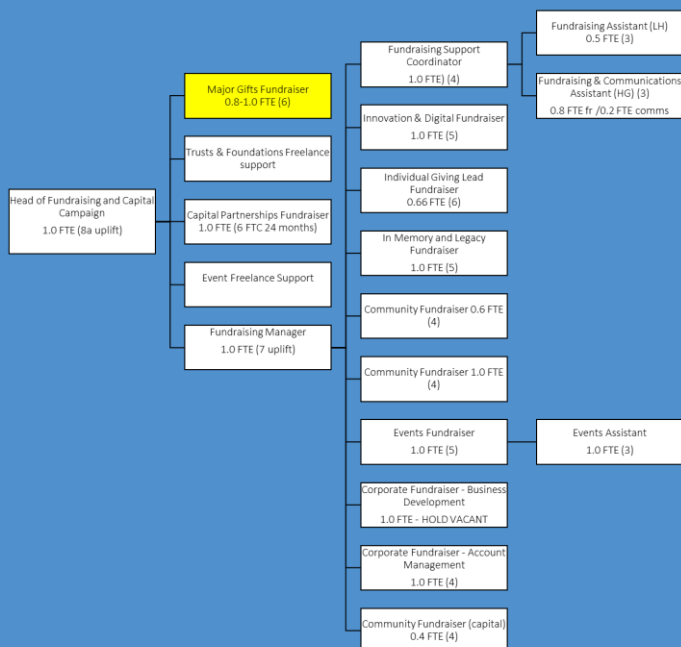 Head of Fundraising and Capital
Campaign
1.0 FTE (8a uplift)
Major Gifts Fundraiser
0.8-1.0 FTE (6)
Trusts & Foundations Freelance
support
Capital Partnerships Fundraiser
1.0 FTE (6 FTC 24 months)
Event Freelance Support
Fundraising Manager
1.0 FTE (7 uplift)
Fundraising Support
Coordinator
1.0 FTE) (4)
Innovation & Digital Fundraiser
1.0 FTE (5)
Individual Giving Lead
Fundraiser
0.66 FTE (6)
In Memory and Legacy
Fundraiser
1.0 FTE (5)
Community Fundraiser 0.6 FTE
(4)
Community Fundraiser 1.0 FTE
(4)
Events Fundraiser
1.0 FTE (5)
Corporate Fundraiser - Business
Development
1.0 FTE - HOLD VACANT
Corporate Fundraiser - Account
Management
1.0 FTE (4)
Community Fundraiser (capital)
0.4 FTE (4)
Fundraising Assistant (LH)
0.5 FTE (3)
Fundraising & Communications
Assistant (HG) (3)
0.8 FTE fr /0.2 FTE comms
Events Assistant
1.0 FTE (3)